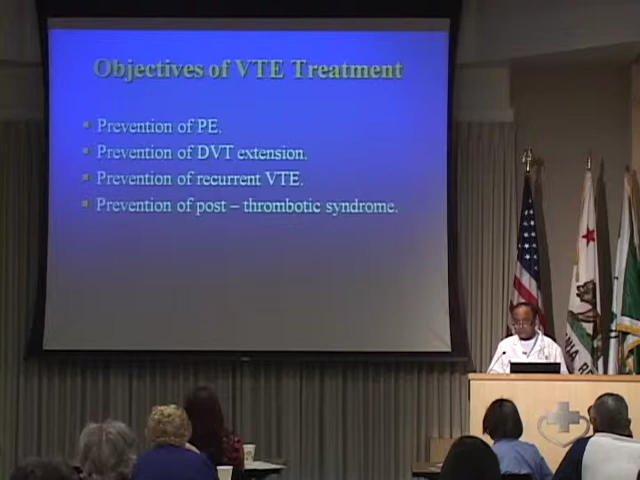 Objectives of VTE Treatment
Prevention of PE.
Prevention of DVT extension.
Prevention of recurrent VTE.
Prevention of post – thrombotic syndrome.